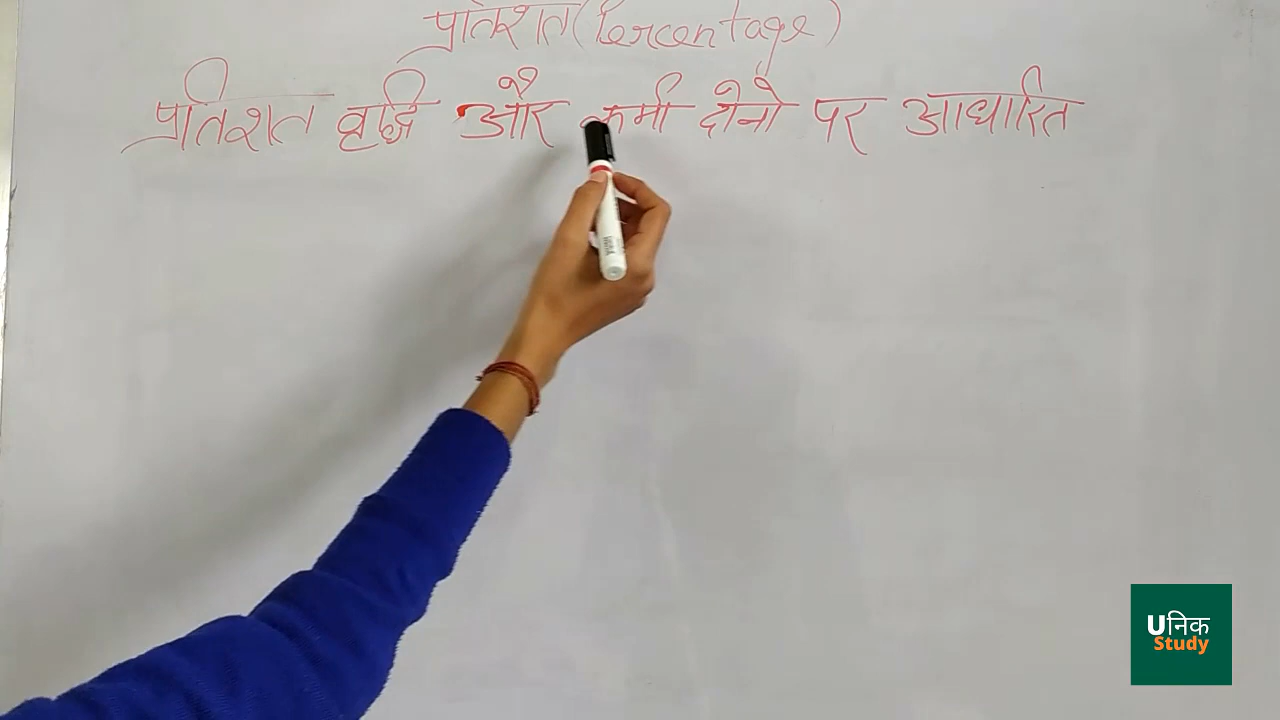 प्रतिशत (Percentage)
प्रतिशत वृद्धि और कमी दोनो पर आधारित
Uनिक
Study